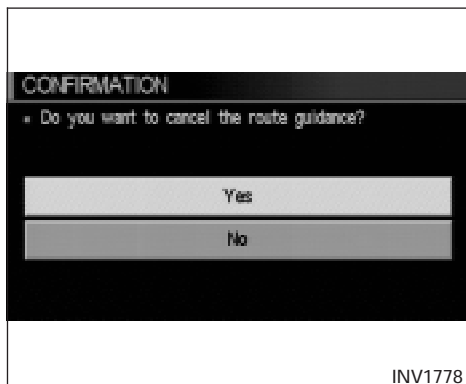 CONFIRMATION
• Do you want to cancel the route guidance?
Yes
No
INV1778